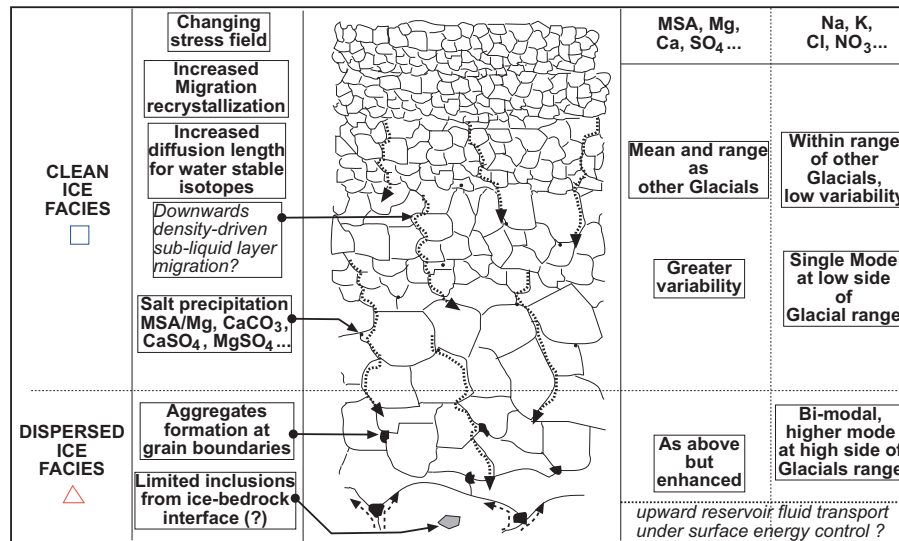 Changing
stress field
MSA, Mg,
Ca, SO₄ ...
Na, K,
Cl, NO₃...
Increased
Migration
recrystallization
Increased
diffusion length
for water stable
isotopes
Mean and range
as
other Glacials
Within range
of other
Glacials,
low variability
CLEAN
ICE
FACIES
Downwards
density-driven
sub-liquid layer
migration?
Greater
variability
Single Mode
at low side
of
Glacial range
Salt precipitation
MSA/Mg, CaCO₃,
CaSO₄, MgSO₄ ...
DISPERSED
ICE
FACIES
Aggregates
formation at
grain boundaries
As above
but
enhanced
Bi-modal,
higher mode
at high side of
Glacials range
Limited inclusions
from ice-bedrock
interface (?)
upward reservoir fluid transport
under surface energy control ?